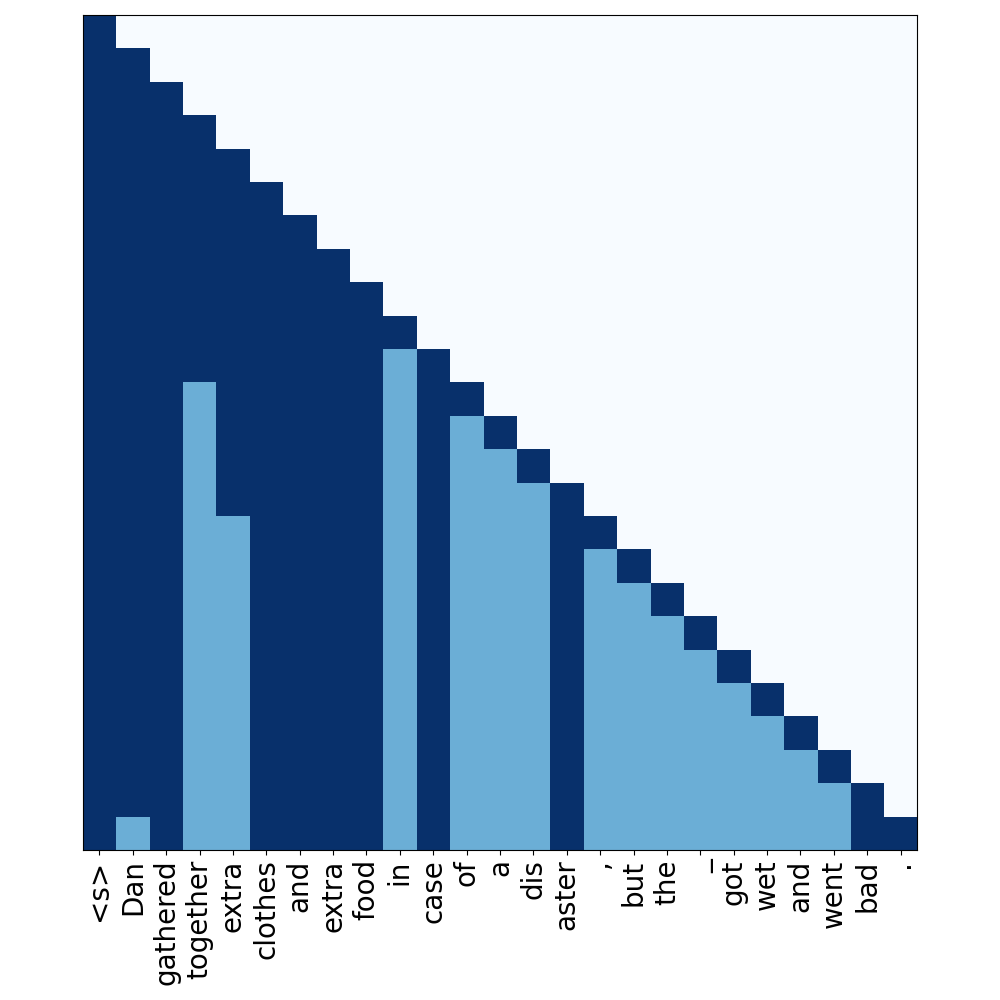 <s> Dan gathered together extra clothes and extra food in case of a dis aster , but the _ got wet and went bad .